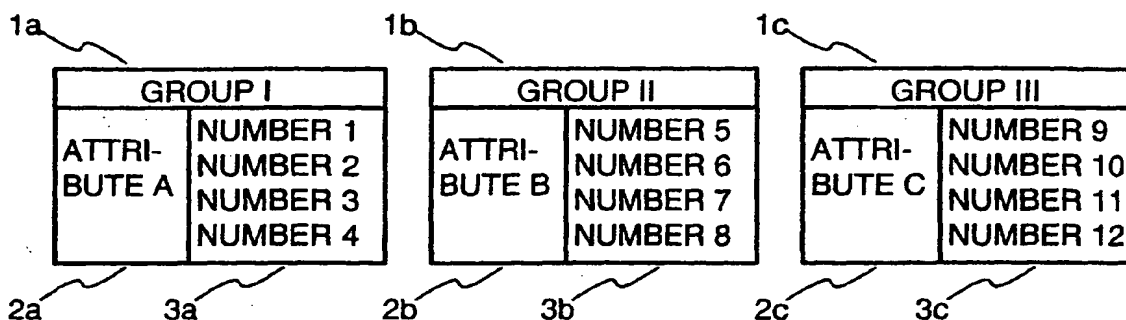 1a 1b 1c
GROUP I
ATTRI-
BUTE A
NUMBER 1
NUMBER 2
NUMBER 3
NUMBER 4
GROUP II
ATTRI-
BUTE B
NUMBER 5
NUMBER 6
NUMBER 7
NUMBER 8
GROUP III
ATTRI-
BUTE C
NUMBER 9
NUMBER 10
NUMBER 11
NUMBER 12
2a 3a 2b 3b 2c 3c